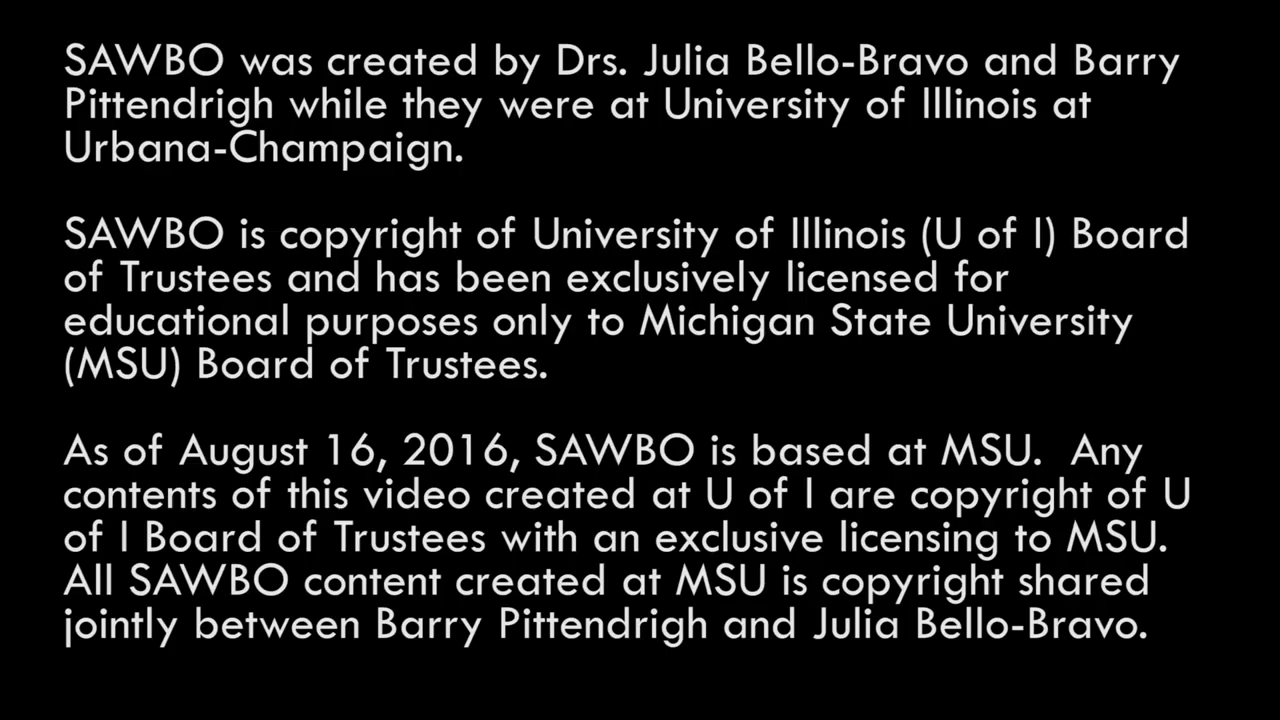 SAWBO was created by Drs. Julia Bello-Bravo and Barry
Pittendrigh while they were at University of Illinois at
Urbana-Champaign.
SAWBO is copyright of University of Illinois (U of I) Board
of Trustees and has been exclusively licensed for
educational purposes only to Michigan State University
(MSU) Board of Trustees.
As of August 16, 2016, SAWBO is based at MSU.  Any
contents of this video created at U of I are copyright of U
of I Board of Trustees with an exclusive licensing to MSU.
All SAWBO content created at MSU is copyright shared
jointly between Barry Pittendrigh and Julia Bello-Bravo.